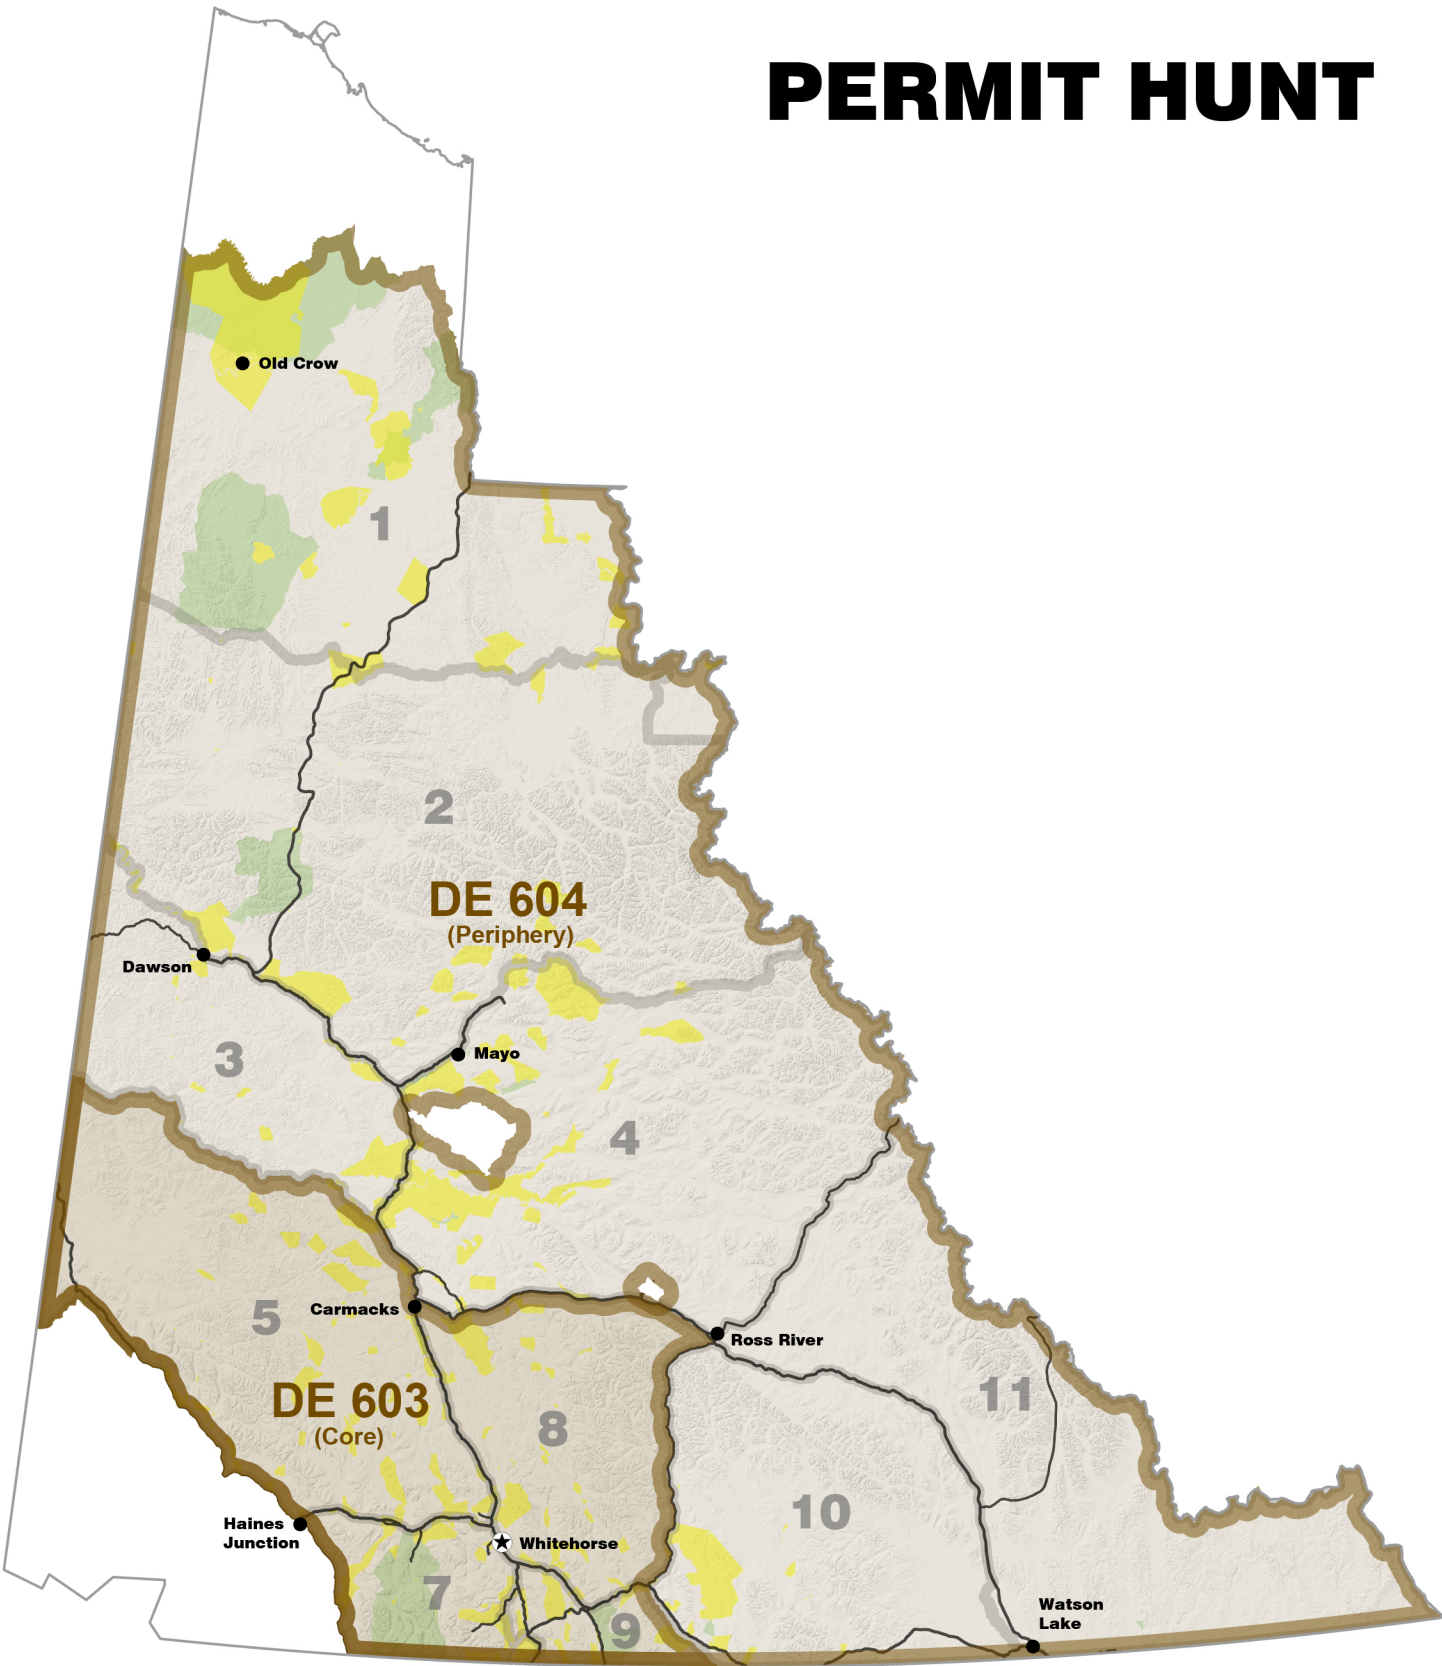 PERMIT HUNT
Old Crow
1
2
DE 604
(Periphery)
Dawson
3
Mayo
4
5
Carmacks
Ross River
DE 603
(Core)
8
11
10
Haines
Junction
Whitehorse
7
9
Watson
Lake